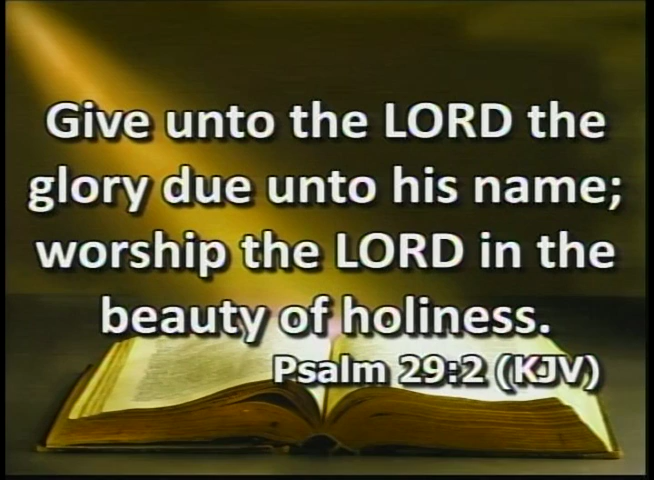 Give unto the LORD the
glory due unto his name;
worship the LORD in the
beauty of holiness.
Psalm 29:2 (KJV)